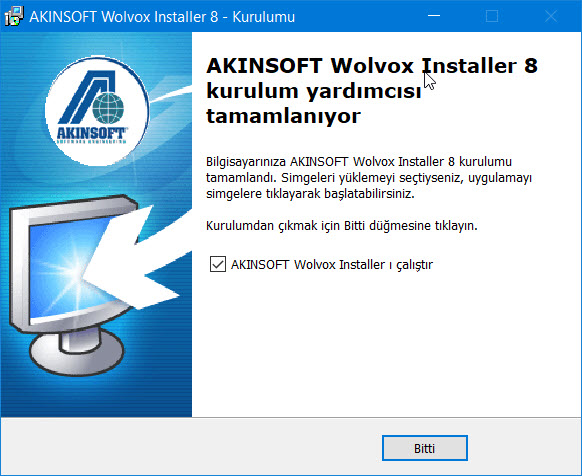 AKINSOFT Wolvox Installer 8 - Kurulumu
AKINSOFT
SOFTWARE ENGINEERING
AKINSOFT Wolvox Installer 8
kurulum yardımcısı
tamamlanıyor
Bilgisayarınıza AKINSOFT Wolvox Installer 8 kurulumu
tamamlandı. Simgeleri yüklemeyi seçtiyseniz, uygulamayı
simgelere tıklayarak başlatabilirsiniz.
Kurulumdan çıkmak için Bitti düğmesine tıklayın.
AKINSOFT Wolvox Installer ı çalıştır
Bitti